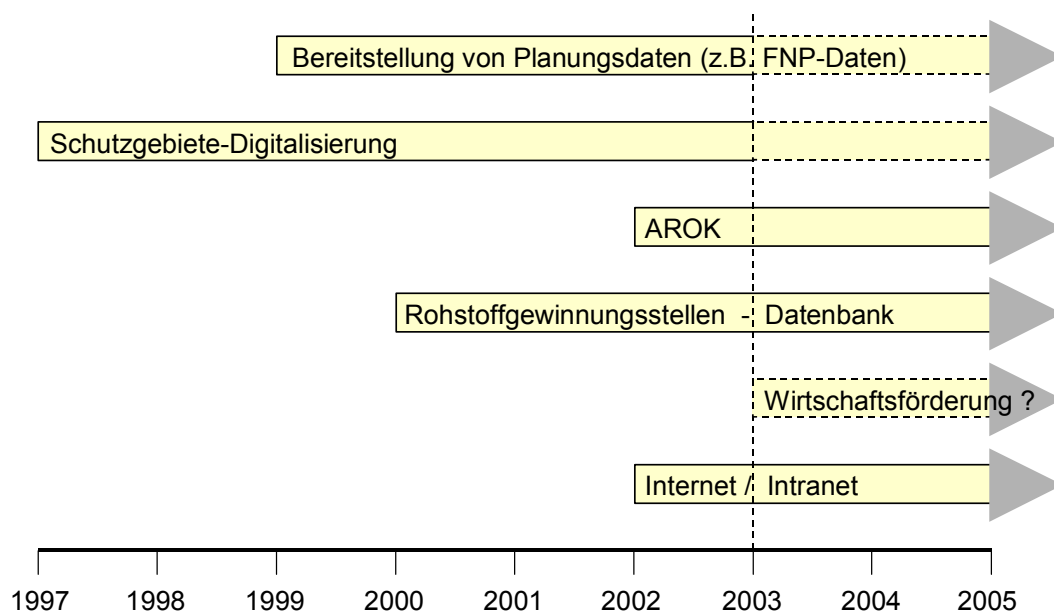 Bereitstellung von Planungsdaten (z.B. FNP-Daten)
Schutzgebiete-Digitalisierung
AROK
Rohstoffgewinnungsstellen - Datenbank
Wirtschaftsförderung ?
Internet / Intranet
1997 1998 1999 2000 2001 2002 2003 2004 2005